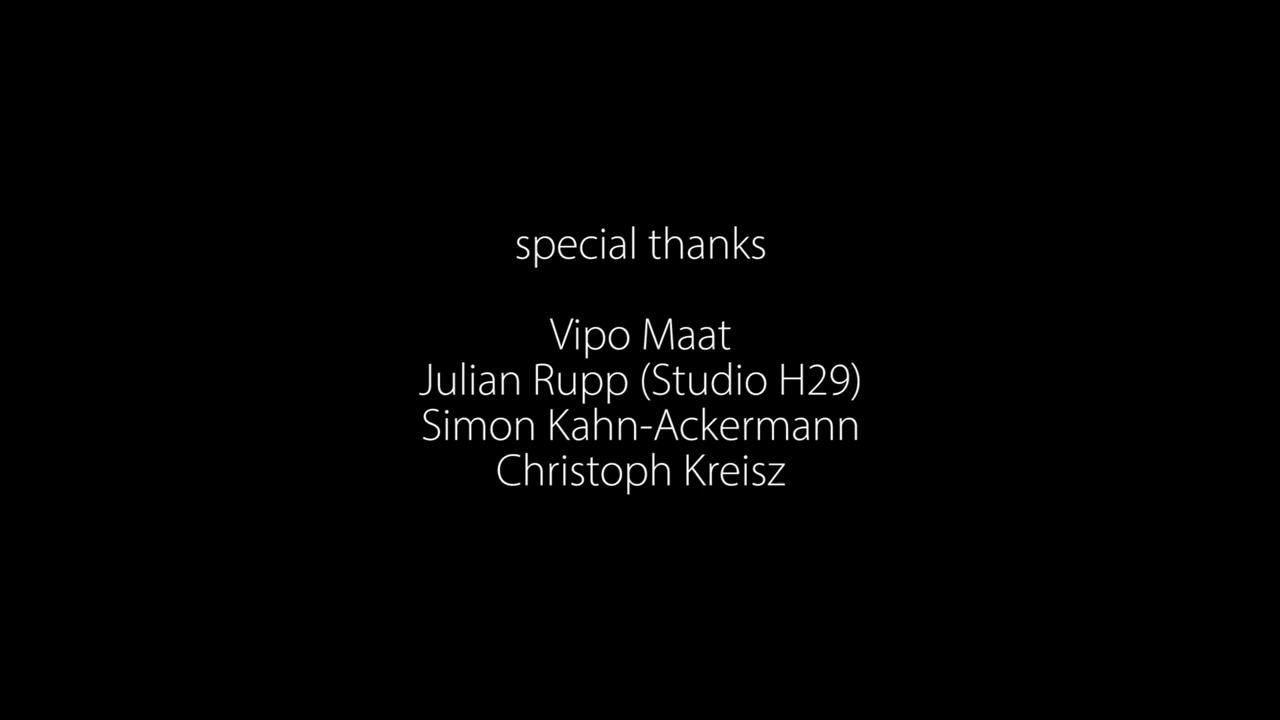 special thanks
Vipo Maat
Julian Rupp (Studio H29)
Simon Kahn-Ackermann
Christoph Kreisz